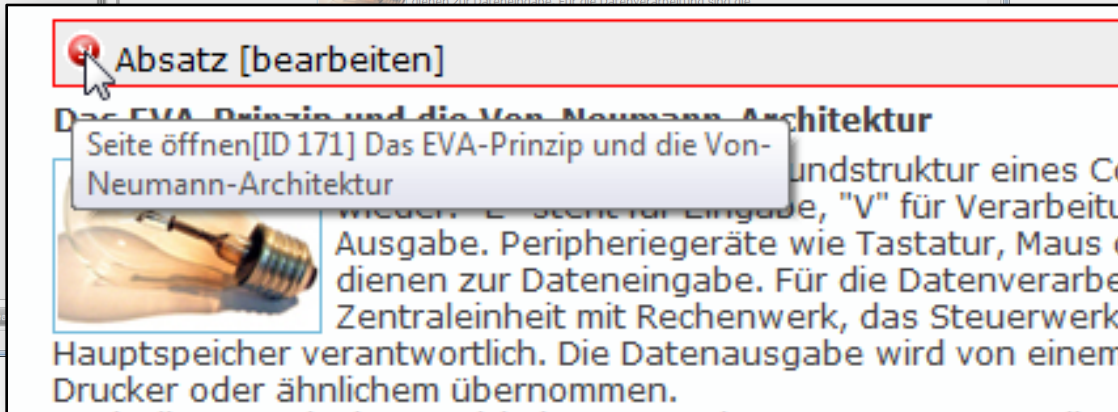 Absatz [bearbeiten]
Das EVA-Prinzip und die Von-Neumann-Architektur
Seite öffnen[ID 171] Das EVA-Prinzip und die Von-
Neumann-Architektur
undstruktur eines
wieder. "E" steht für Eingabe, "V" für
Ausgabe. Peripheriegeräte wie Tastatur, Maus
dienen zur Dateneingabe. Für die
Zentraleinheit mit Rechenwerk, das Steuerwerk
Hauptspeicher verantwortlich. Die Datenausgabe wird von einem
Drucker oder ähnlichem übernommen.